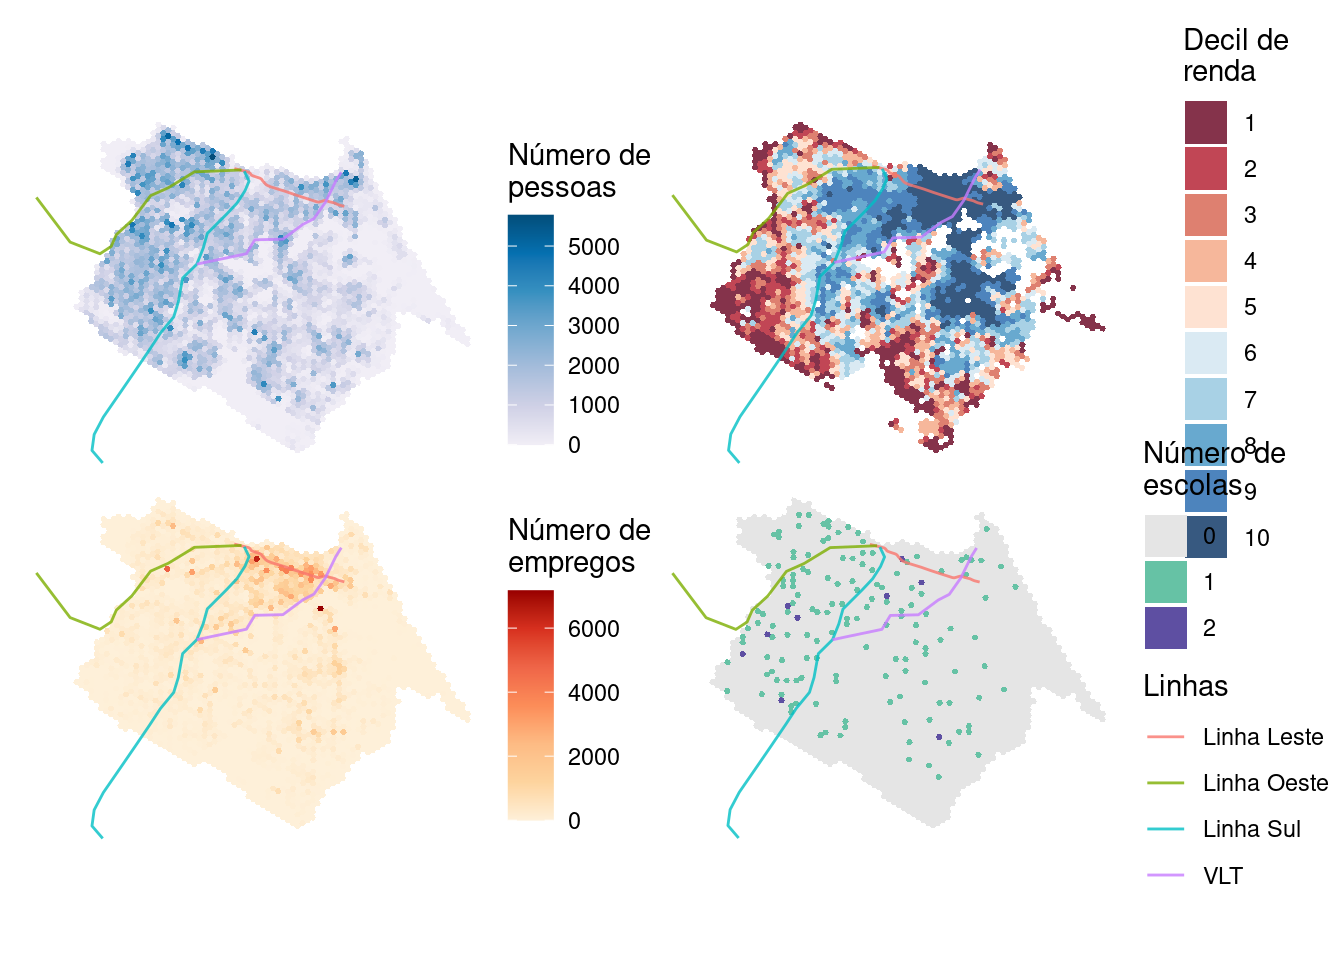 Número de
pessoas
5000
4000
3000
2000
1000
0
Decil de
renda
1
2
3
4
5
6
7
8
9
10
Número de
empregos
6000
4000
2000
0
Número de
escolas
0
1
2
Linhas
Linha Leste
Linha Oeste
Linha Sul
VLT